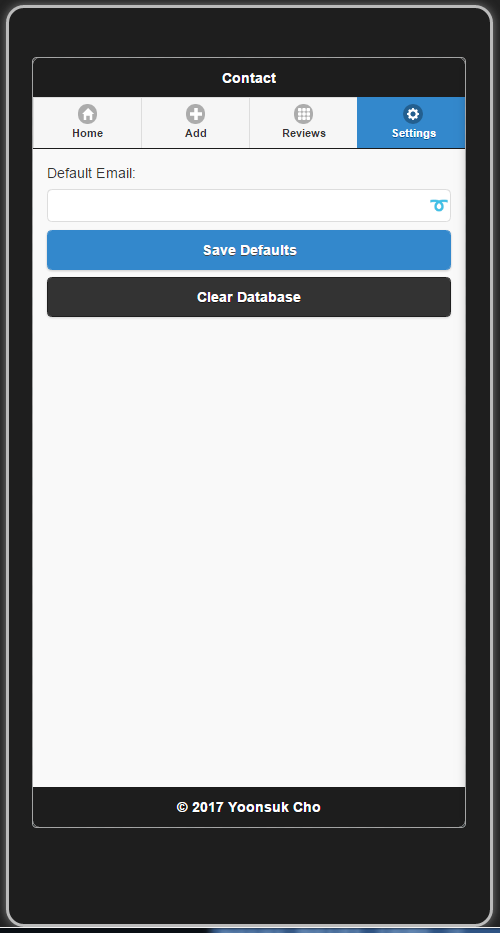 Contact
Home Add Reviews Settings
Default Email:
Save Defaults
Clear Database
© 2017 Yoonsuk Cho